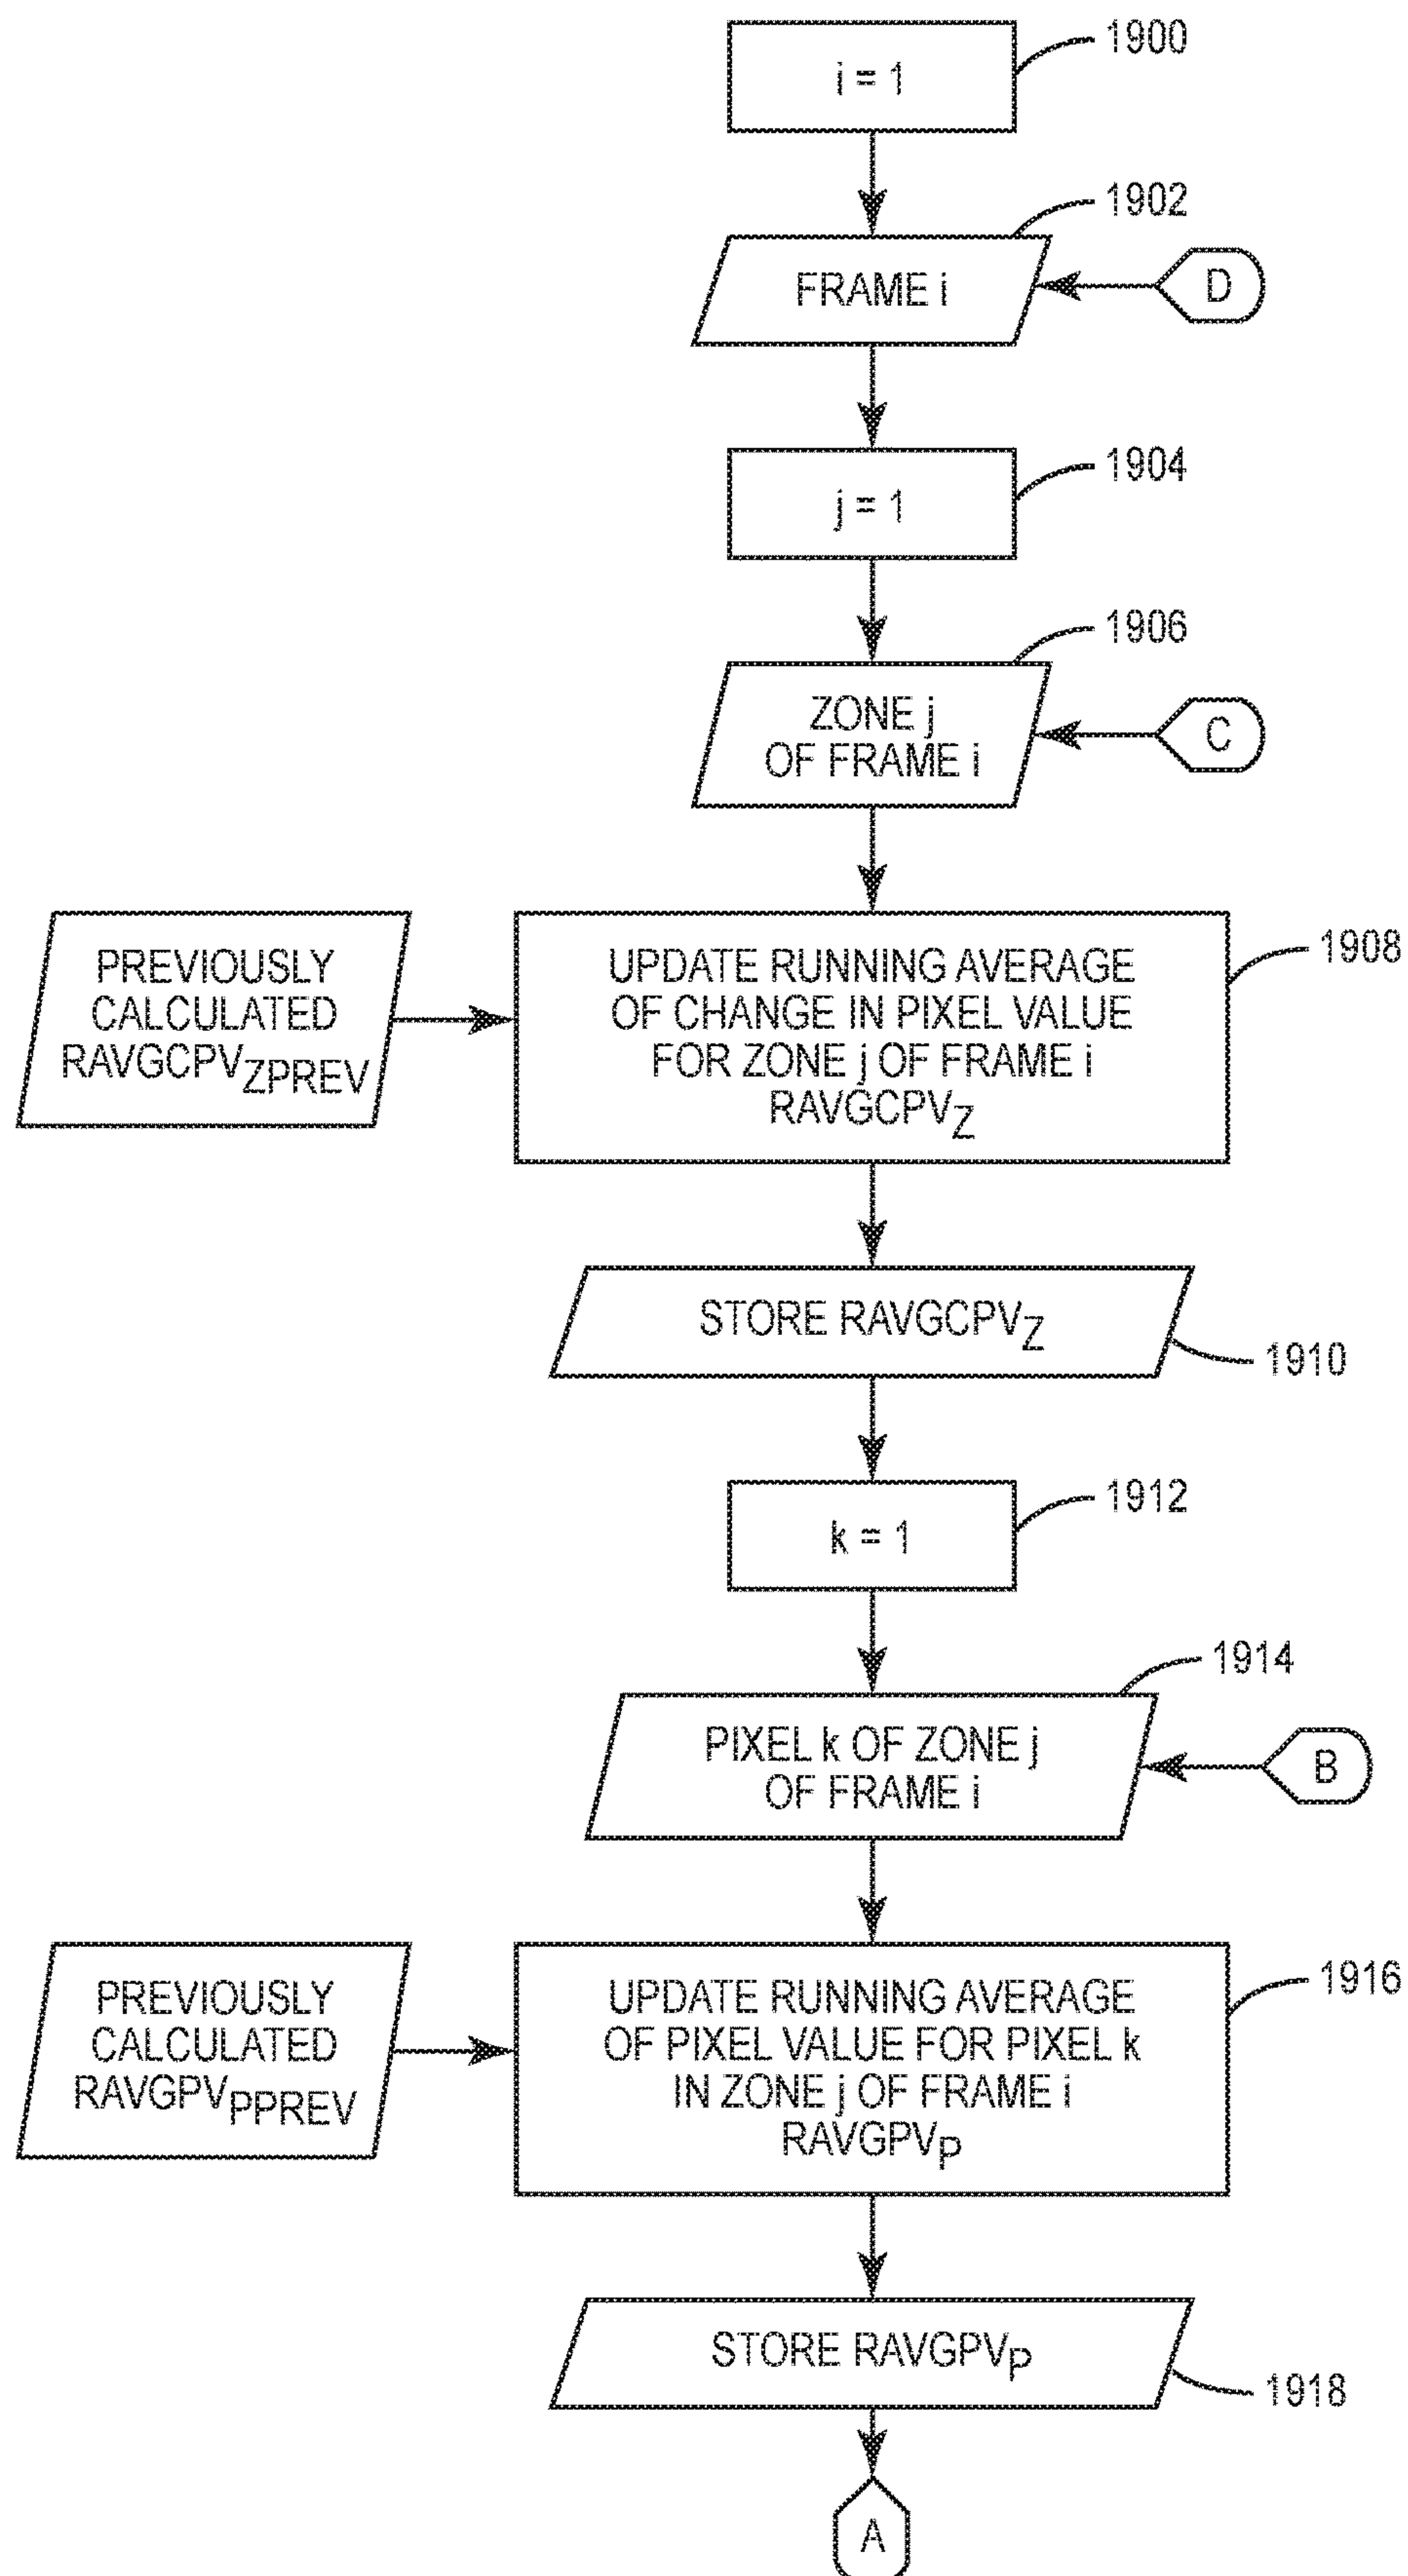 i = 1
1900
1902
FRAME i
D
j = 1
1904
1906
ZONE j
OF FRAME i
C
PREVIOUSLY
CALCULATED
RAVGCPVZPREV
UPDATE RUNNING AVERAGE
OF CHANGE IN PIXEL VALUE
FOR ZONE j OF FRAME i
RAVGCPVZ
1908
STORE RAVGCPVZ
1910
k = 1
1912
1914
PIXEL k OF ZONE j
OF FRAME i
B
PREVIOUSLY
CALCULATED
RAVGPVPPREV
UPDATE RUNNING AVERAGE
OF PIXEL VALUE FOR PIXEL k
IN ZONE j OF FRAME i
RAVGPVP
1916
STORE RAVGPVP
1918
A